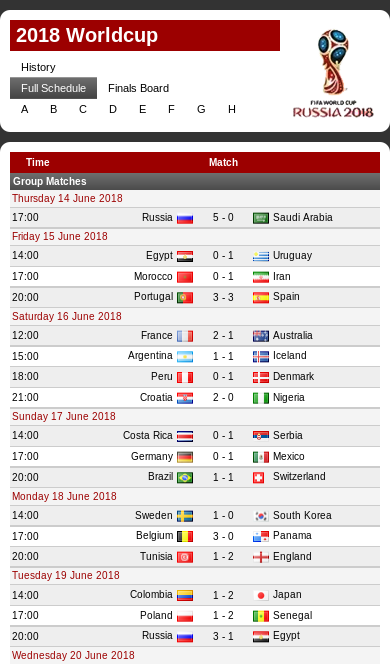 2018 Worldcup
History
Full Schedule Finals Board
A B C D E F G H
FIFA WORLD CUP
RUSSIA2018
Time Match
Group Matches
Thursday 14 June 2018
17:00 Russia 5 - 0 Saudi Arabia
Friday 15 June 2018
14:00 Egypt 0 - 1 Uruguay
17:00 Morocco 0 - 1 Iran
20:00 Portugal 3 - 3 Spain
Saturday 16 June 2018
12:00 France 2 - 1 Australia
15:00 Argentina 1 - 1 Iceland
18:00 Peru 0 - 1 Denmark
21:00 Croatia 2 - 0 Nigeria
Sunday 17 June 2018
14:00 Costa Rica 0 - 1 Serbia
17:00 Germany 0 - 1 Mexico
20:00 Brazil 1 - 1 Switzerland
Monday 18 June 2018
14:00 Sweden 1 - 0 South Korea
17:00 Belgium 3 - 0 Panama
20:00 Tunisia 1 - 2 England
Tuesday 19 June 2018
14:00 Colombia 1 - 2 Japan
17:00 Poland 1 - 2 Senegal
20:00 Russia 3 - 1 Egypt
Wednesday 20 June 2018